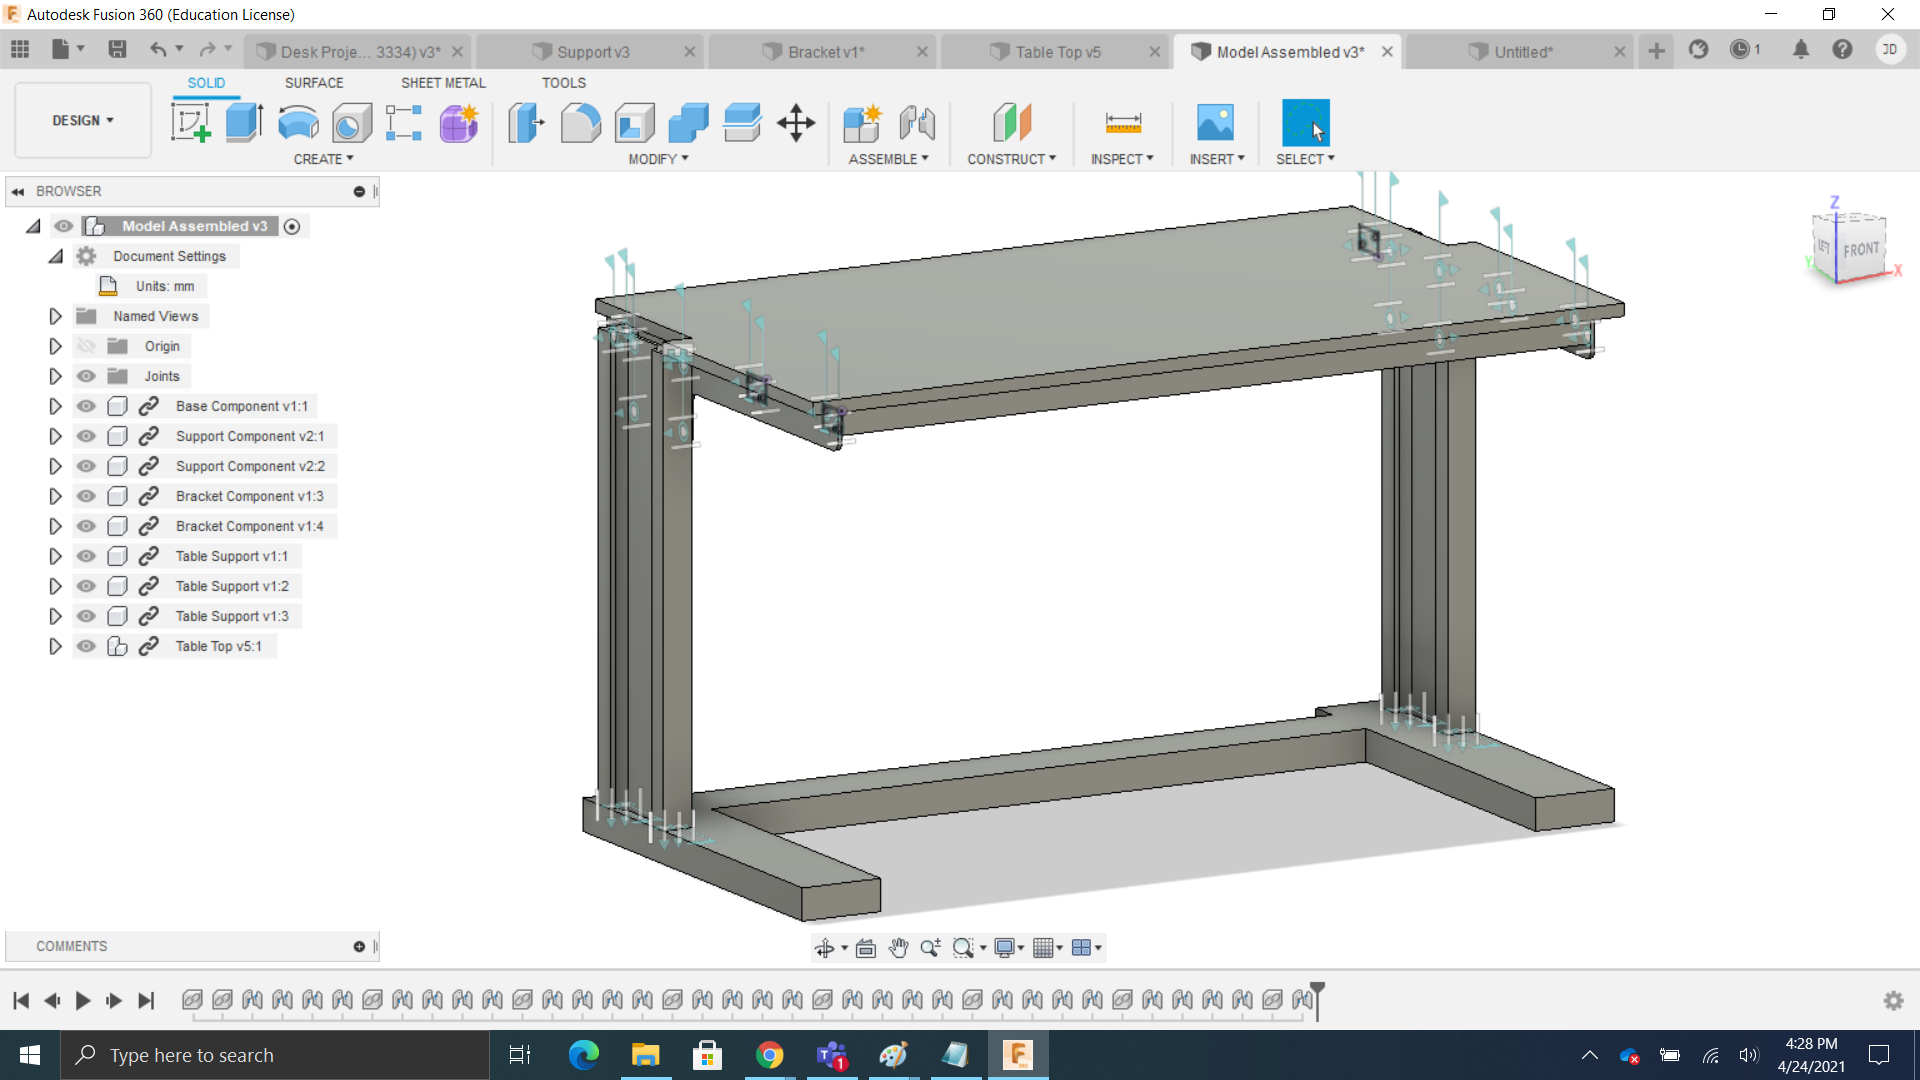 Autodesk Fusion 360 (Education License)
Desk Proje... 3334) v3*
Support v3
Bracket v1*
Table Top v5
Model Assembled v3*
Untitled*
1
JD
SOLID
SURFACE
SHEET METAL
TOOLS
DESIGN
CREATE
MODIFY
ASSEMBLE
CONSTRUCT
INSPECT
INSERT
SELECT
BROWSER
Model Assembled v3
Document Settings
Units: mm
Named Views
Origin
Joints
Base Component v1:1
Support Component v2:1
Support Component v2:2
Bracket Component v1:3
Bracket Component v1:4
Table Support v1:1
Table Support v1:2
Table Support v1:3
Table Top v5:1
Z
LEFT
FRONT
Y
X
COMMENTS
Type here to search
1
4:28 PM
4/24/2021